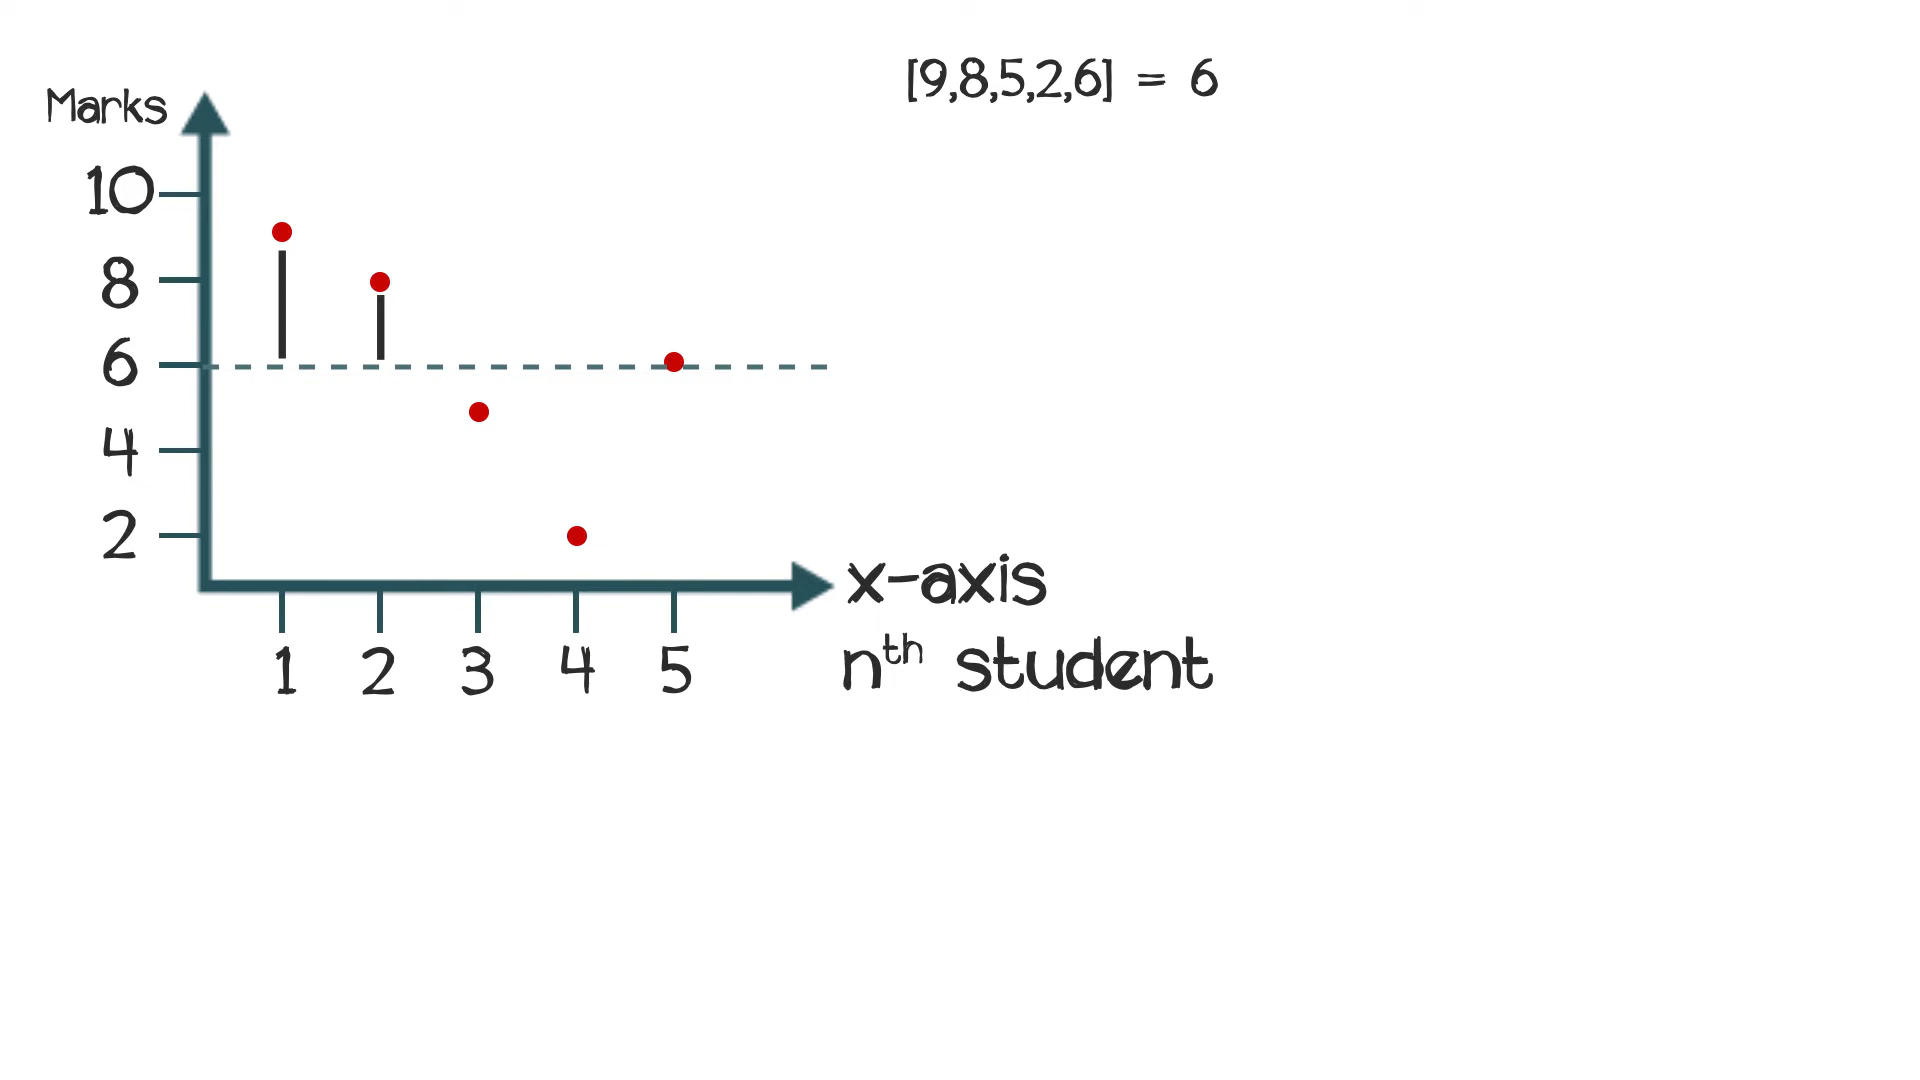 [9,8,5,2,6] = 6
Marks
10
8
6
4
2
x-axis
1 2 3 4 5
nth student